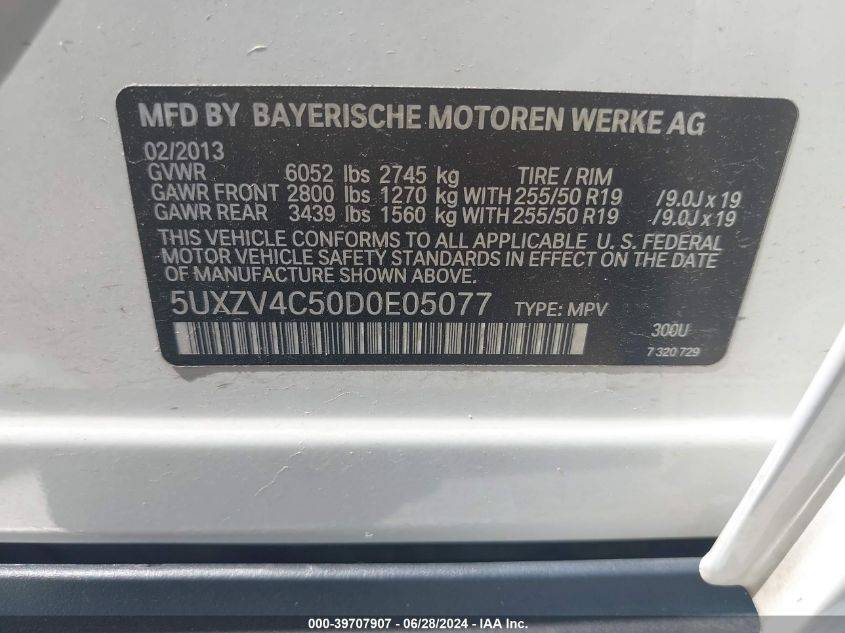 MFD BY BAYERISCHE MOTOREN WERKE AG
02/2013
GVWR 6052 lbs 2745 kg TIRE / RIM
GAWR FRONT 2800 lbs 1270 kg WITH 255/50 R19 /9.0J x 19
GAWR REAR 3439 lbs 1560 kg WITH 255/50 R19 /9.0J x 19
THIS VEHICLE CONFORMS TO ALL APPLICABLE U. S. FEDERAL
MOTOR VEHICLE SAFETY STANDARDS IN EFFECT ON THE DATE
OF MANUFACTURE SHOWN ABOVE.
5UXZV4C50D0E05077 TYPE: MPV 300U
7 320 729
000-39707907 - 06/28/2024 - IAA Inc.